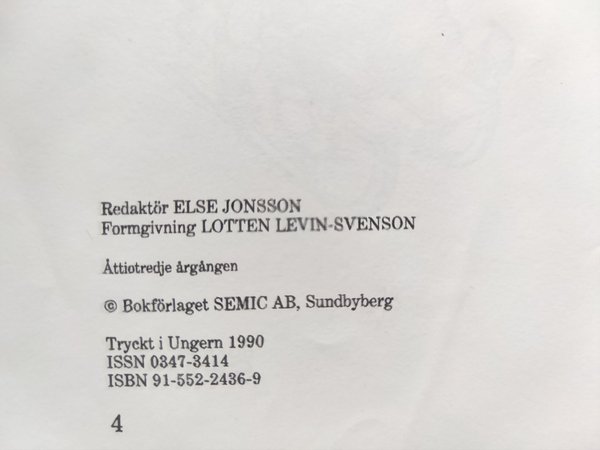 Redaktör ELSE JONSSON
Formgivning LOTTEN LEVIN-SVENSON
Åttiotredje årgången
© Bokförlaget SEMIC AB, Sundbyberg
Tryckt i Ungern 1990
ISSN 0347-3414
ISBN 91-552-2436-9
4